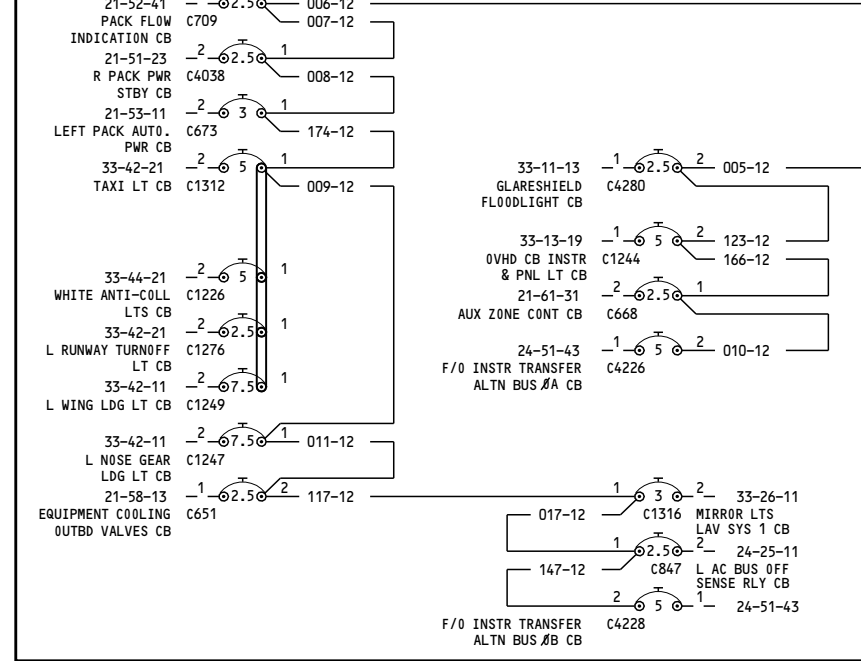 21-52-41 2.5 006-12
PACK FLOW C709 007-12
INDICATION CB
21-51-23 2 2.5 1
R PACK PWR C4038 008-12
STBY CB
21-53-11 2 3 1
LEFT PACK AUTO. C673 174-12
PWR CB
33-42-21 2 5 1
TAXI LT CB C1312 009-12
33-44-21 2 5 1
WHITE ANTI-COLL C1226
LTS CB
33-42-21 2 2.5 1
L RUNWAY TURNOFF C1276
LT CB
33-42-11 2 7.5 1
L WING LDG LT CB C1249
33-42-11 2 7.5 1 011-12
L NOSE GEAR C1247
LDG LT CB
21-58-13 1 2.5 2 117-12
EQUIPMENT COOLING C651
OUTBD VALVES CB
33-11-13 1 2.5 2 005-12
GLARESHIELD C4280
FLOODLIGHT CB
33-13-19 1 5 2 123-12
OVHD CB INSTR C1244 166-12
& PNL LT CB
21-61-31 2 2.5 1
AUX ZONE CONT CB C668
24-51-43 1 5 2 010-12
F/O INSTR TRANSFER C4226
ALTN BUS ØA CB
1 3 2 33-26-11
017-12 C1316 MIRROR LTS
LAV SYS 1 CB
1 2.5 2 24-25-11
147-12 C847 L AC BUS OFF
SENSE RLY CB
2 5 1 24-51-43
F/O INSTR TRANSFER C4228
ALTN BUS ØB CB